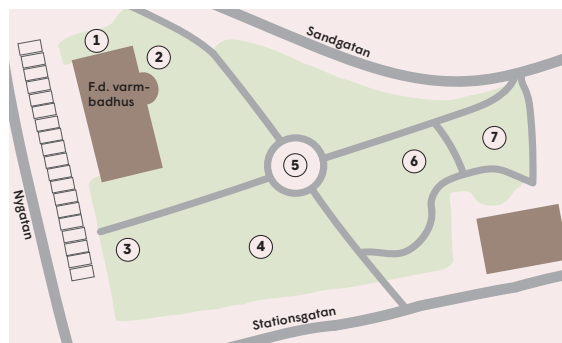 Sandgatan
1
2
F.d. varm-
badhus
7
6
5
Nygatan
3
4
Stationsgatan